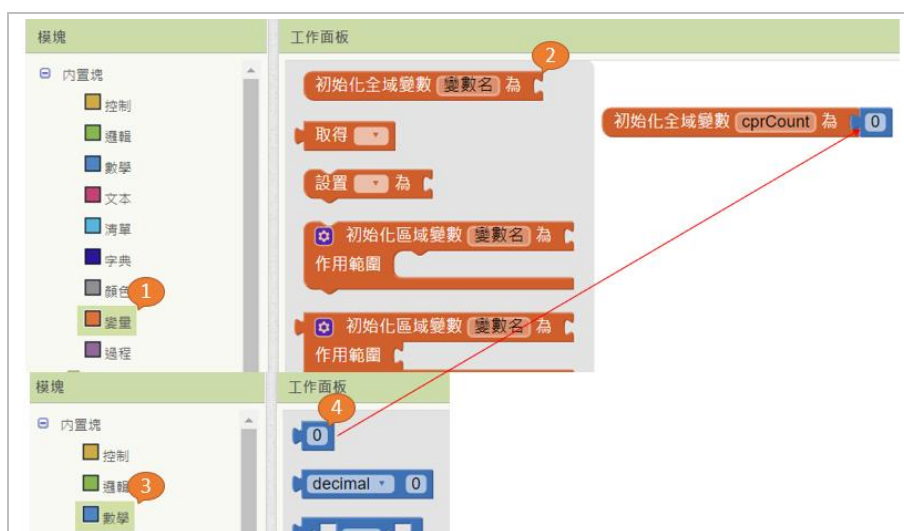 模塊
工作面板
內置塊
控制
邏輯
數學
文本
清單
字典
顏色
1
變量
過程
2
初始化全域變數 變數名 為
取得
設置 為
初始化區域變數 變數名 為
作用範圍
初始化區域變數 變數名 為
作用範圍
初始化全域變數 cprCount 為 0
模塊
工作面板
內置塊
控制
邏輯
3
數學
4
0
decimal 0